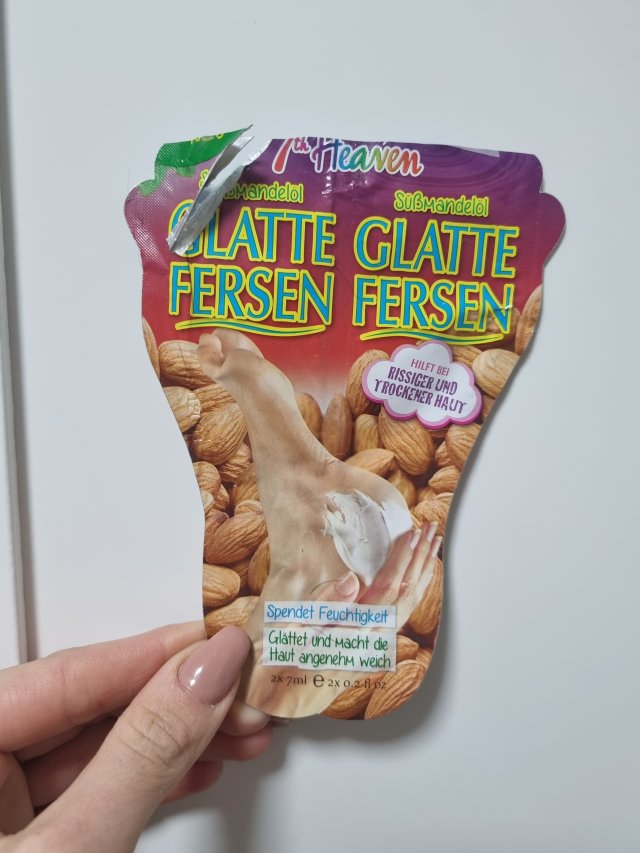 7th Heaven
Süßmandelöl
GLATTE
FERSEN
Süßmandelöl
GLATTE
FERSEN
HILFT BEI
RISSIGER UND
TROCKENER HAUT
Spendet Feuchtigkeit
Glättet und macht die
Haut angenehm weich
2x 7ml e 2x 0.2 fl oz